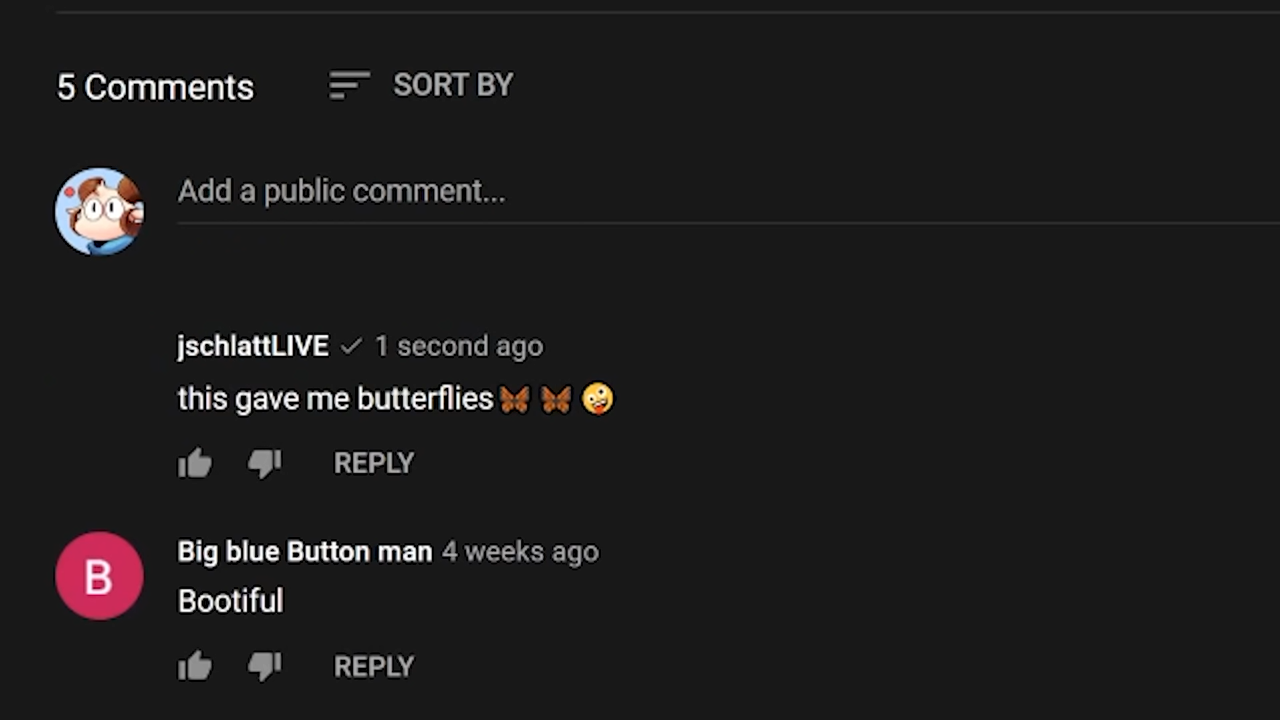 5 Comments SORT BY
Add a public comment...
jschlattLIVE ✓ 1 second ago
this gave me butterflies🦋 🦋 🤪
REPLY
B Big blue Button man 4 weeks ago
Bootiful
REPLY